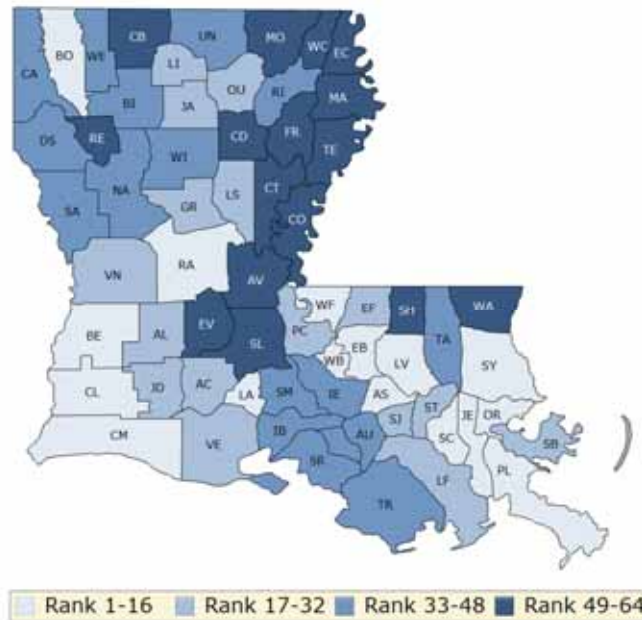 CB
UN
MO
WC
EC
BO
WE
LI
CA
OU
RI
MA
BI
JA
DS
RE
CD
FR
TE
WI
NA
CT
SA
GR
LS
CO
RA
VN
AV
WF
EF
SH
WA
EV
PC
TA
BE
AL
SL
WB
EB
LV
SY
JD
AC
CL
LA
SM
IE
AS
ST
JE
OR
SJ
CM
VE
IB
AU
SC
SB
SR
LF
PL
TR
Rank 1-16 Rank 17-32 Rank 33-48 Rank 49-64